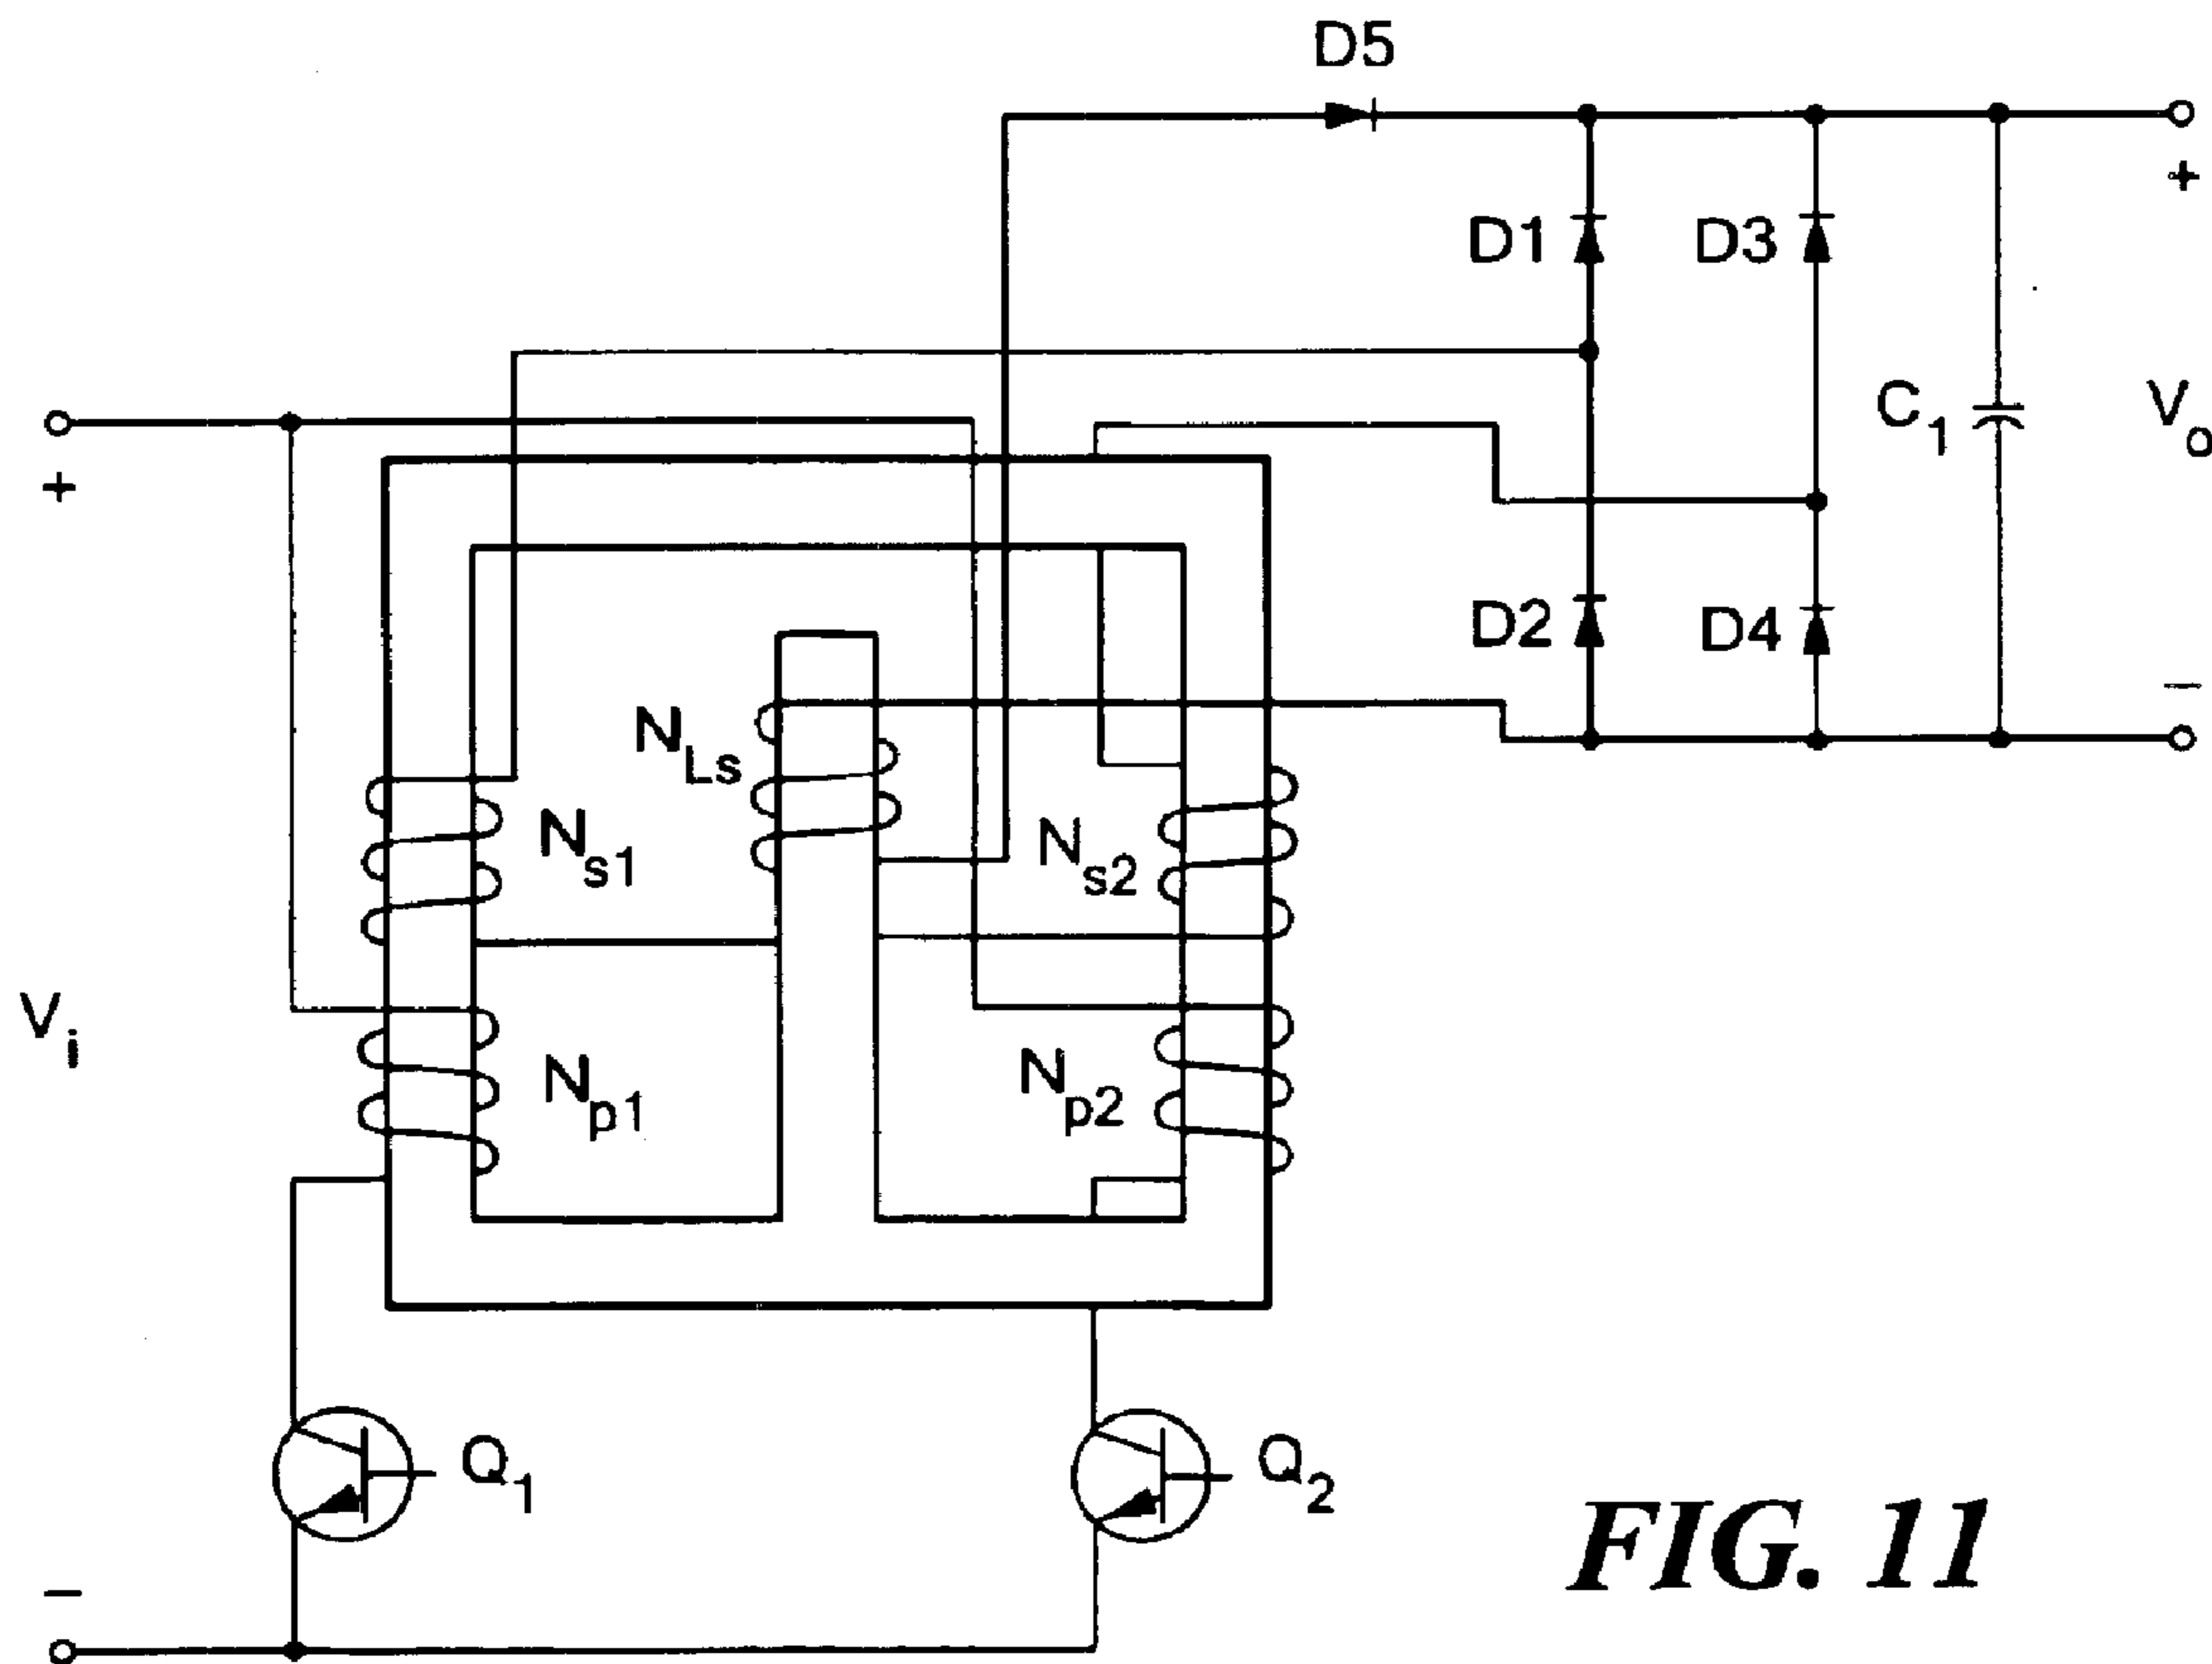 D5
D1 D3
+
C1 Vo
+
D2 D4
−
NLs
Ns1 Ns2
Vi
Np1 Np2
Q1 Q2
−
FIG. 11